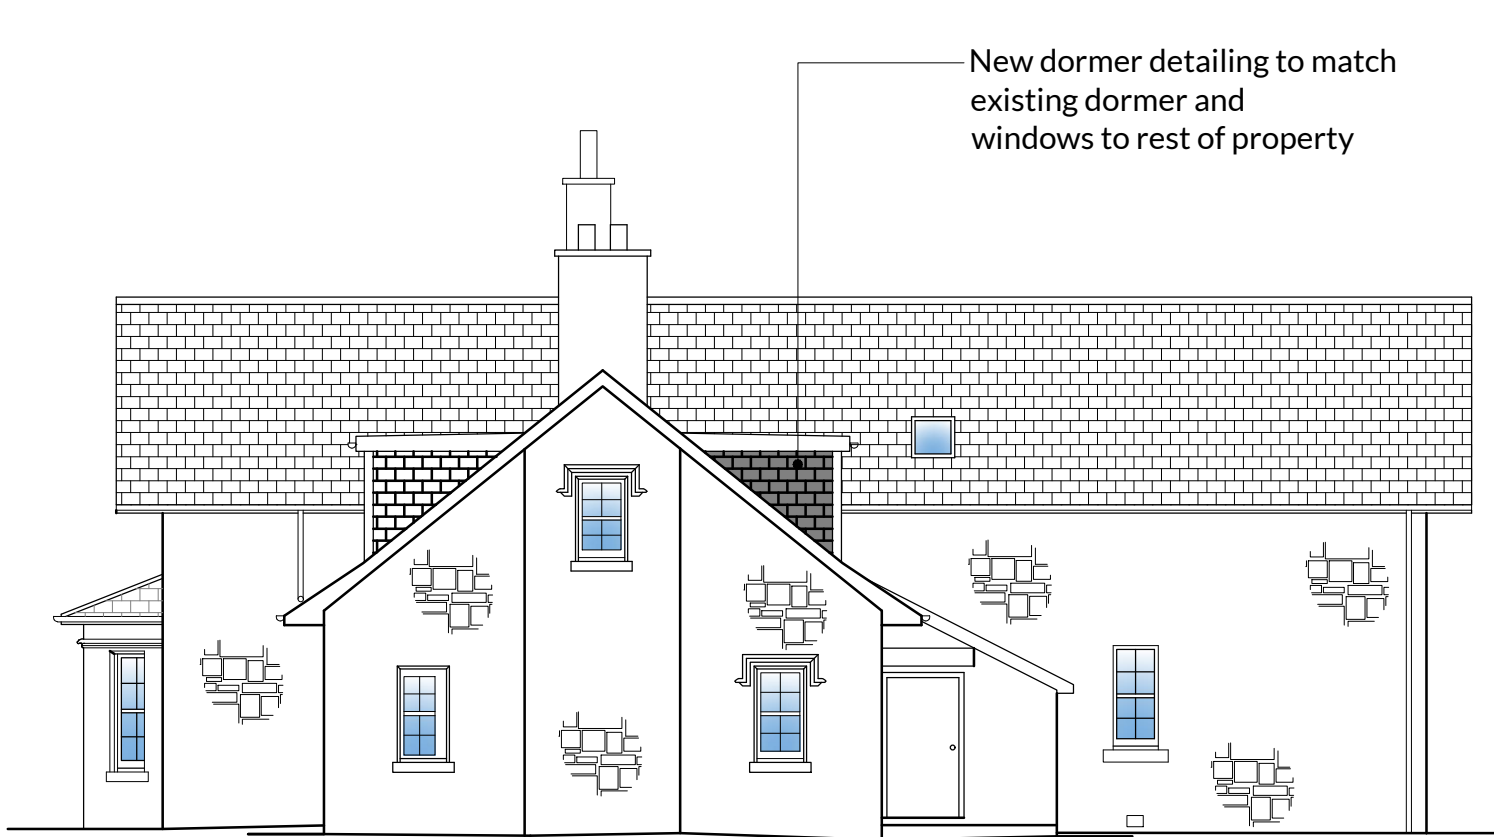 New dormer detailing to match
existing dormer and
windows to rest of property